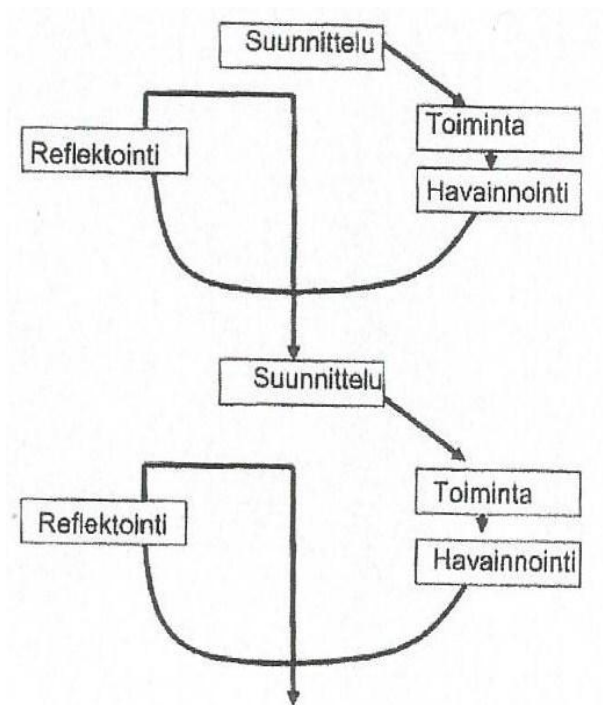 Suunnittelu
Toiminta
Havainnointi
Reflektointi
Suunnittelu
Toiminta
Havainnointi
Reflektointi